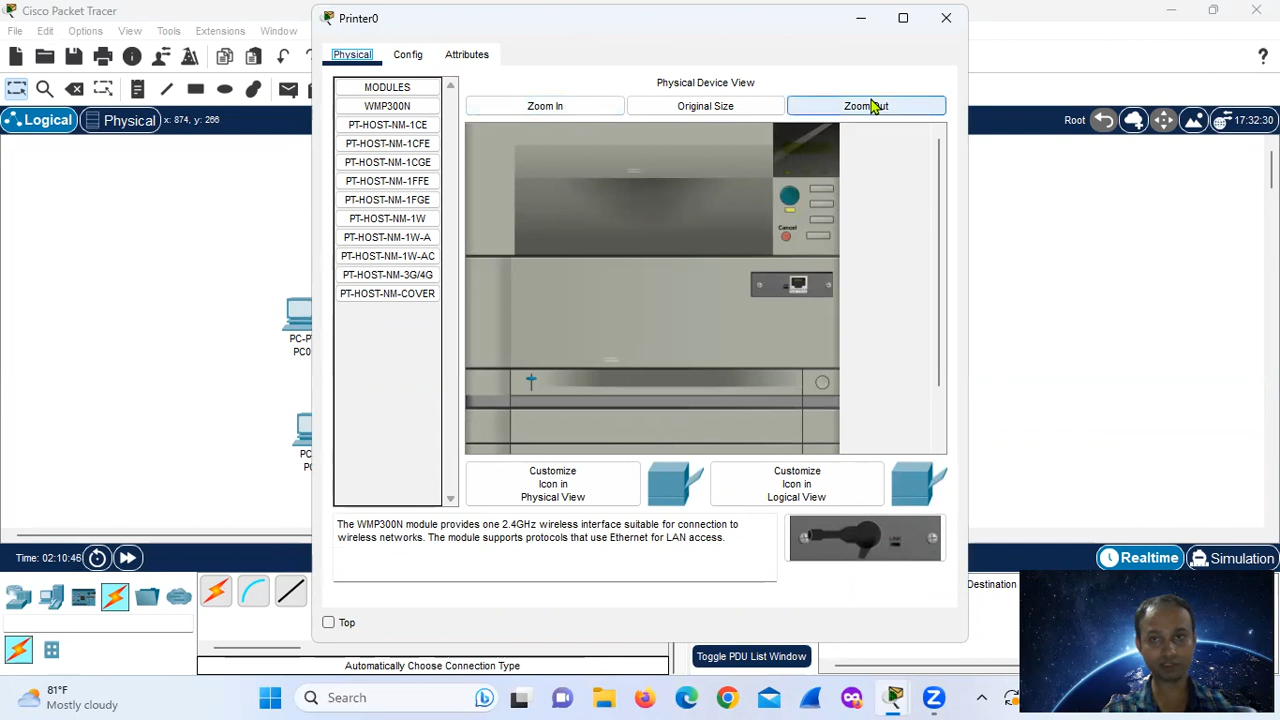 Cisco Packet Tracer
Printer0
File Edit Options View Tools Extensions Window
Physical Config Attributes
MODULES
WMP300N
PT-HOST-NM-1CE
PT-HOST-NM-1CFE
PT-HOST-NM-1CGE
PT-HOST-NM-1FFE
PT-HOST-NM-1FGE
PT-HOST-NM-1W
PT-HOST-NM-1W-A
PT-HOST-NM-1W-AC
PT-HOST-NM-3G/4G
PT-HOST-NM-COVER
Physical Device View
Zoom In Original Size Zoom Out
Cancel
Logical Physical x: 874, y: 266
Root 17:32:30
PC-P
PC0
PC
Customize
Icon in
Physical View
Customize
Icon in
Logical View
The WMP300N module provides one 2.4GHz wireless interface suitable for connection to
wireless networks. The module supports protocols that use Ethernet for LAN access.
Top
Time: 02:10:46
Realtime Simulation
Destination
Automatically Choose Connection Type
Toggle PDU List Window
81°F
Mostly cloudy
Search